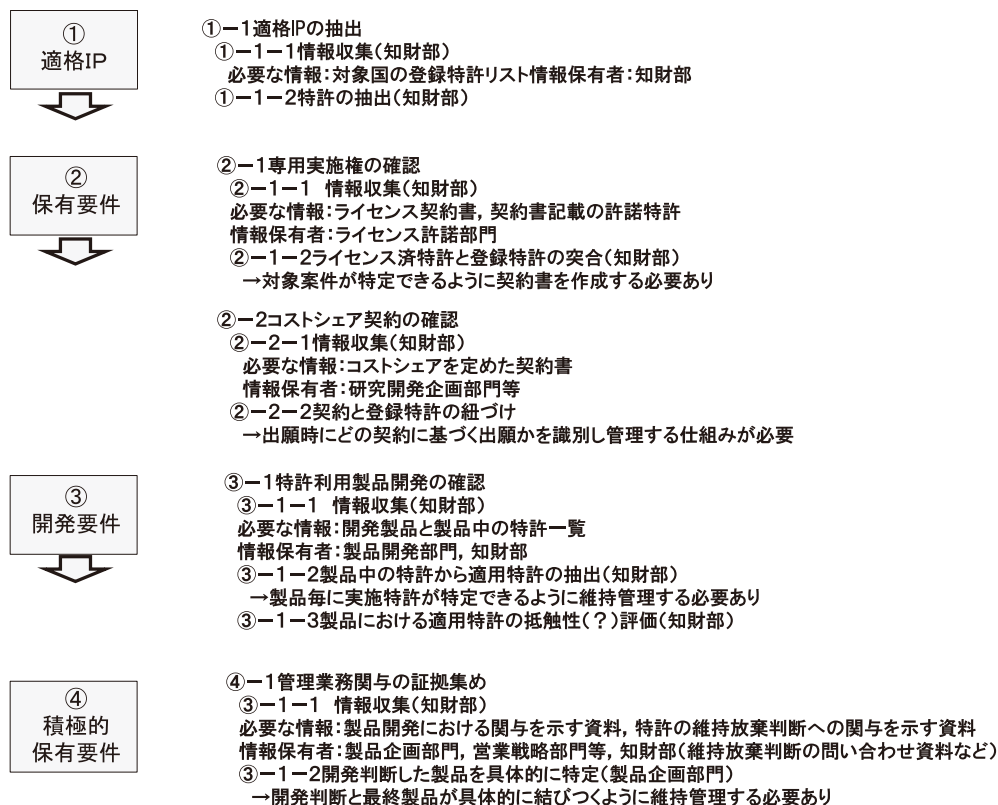 ①
適格IP
①ー1適格IPの抽出
①ー1ー1情報収集(知財部)
必要な情報:対象国の登録特許リスト情報保有者:知財部
①ー1ー2特許の抽出(知財部)
②
保有要件
②ー1専用実施権の確認
②ー1ー1 情報収集(知財部)
必要な情報:ライセンス契約書, 契約書記載の許諾特許
情報保有者:ライセンス許諾部門
②ー1ー2ライセンス済特許と登録特許の突合(知財部)
→対象案件が特定できるように契約書を作成する必要あり
②ー2コストシェア契約の確認
②ー2ー1情報収集(知財部)
必要な情報:コストシェアを定めた契約書
情報保有者:研究開発企画部門等
②ー2ー2契約と登録特許の紐づけ
→出願時にどの契約に基づく出願かを識別し管理する仕組みが必要
③
開発要件
③ー1特許利用製品開発の確認
③ー1ー1 情報収集(知財部)
必要な情報:開発製品と製品中の特許一覧
情報保有者:製品開発部門, 知財部
③ー1ー2製品中の特許から適用特許の抽出(知財部)
→製品毎に実施特許が特定できるように維持管理する必要あり
③ー1ー3製品における適用特許の抵触性(?)評価(知財部)
④
積極的
保有要件
④ー1管理業務関与の証拠集め
③ー1ー1 情報収集(知財部)
必要な情報:製品開発における関与を示す資料, 特許の維持放棄判断への関与を示す資料
情報保有者:製品企画部門, 営業戦略部門等, 知財部(維持放棄判断の問い合わせ資料など)
③ー1ー2開発判断した製品を具体的に特定(製品企画部門)
→開発判断と最終製品が具体的に結びつくように維持管理する必要あり